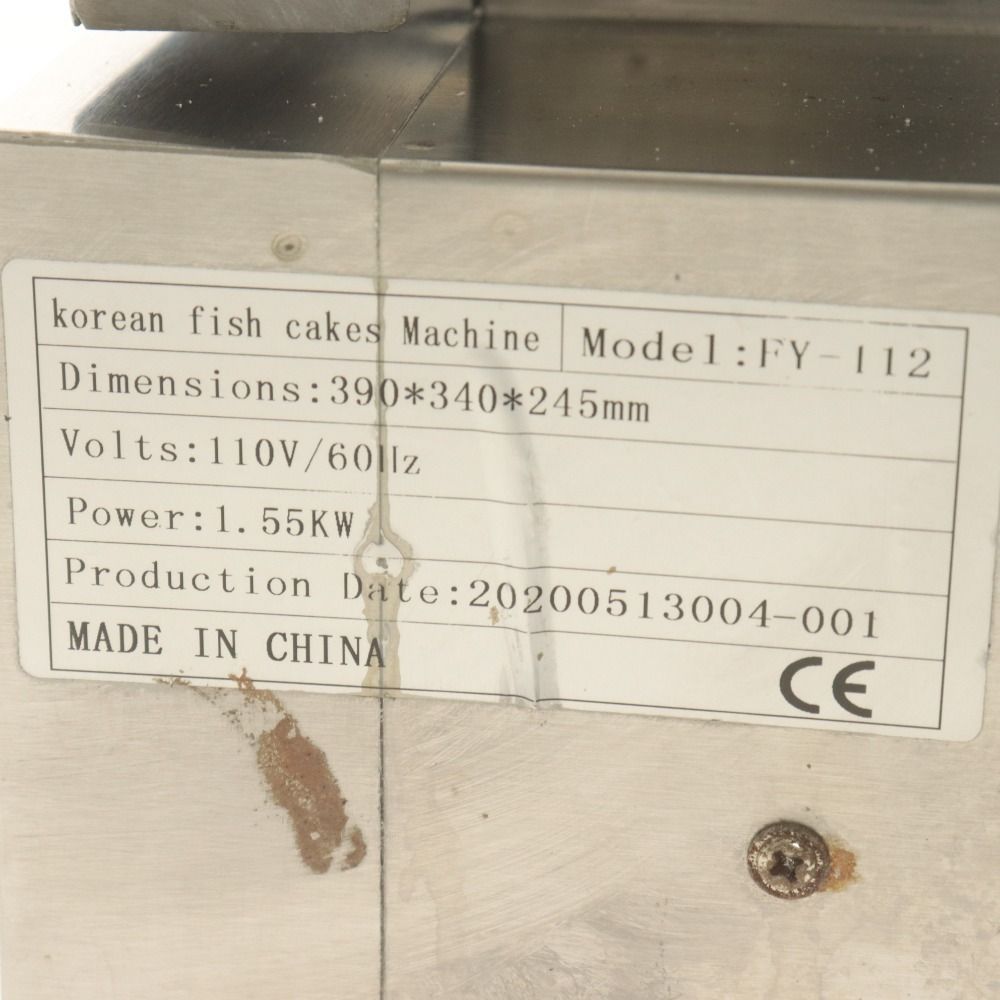 korean fish cakes Machine Model:FY-112
Dimensions:390*340*245mm
Volts:110V/60Hz
Power:1.55KW
Production Date:20200513004-001
MADE IN CHINA
CE